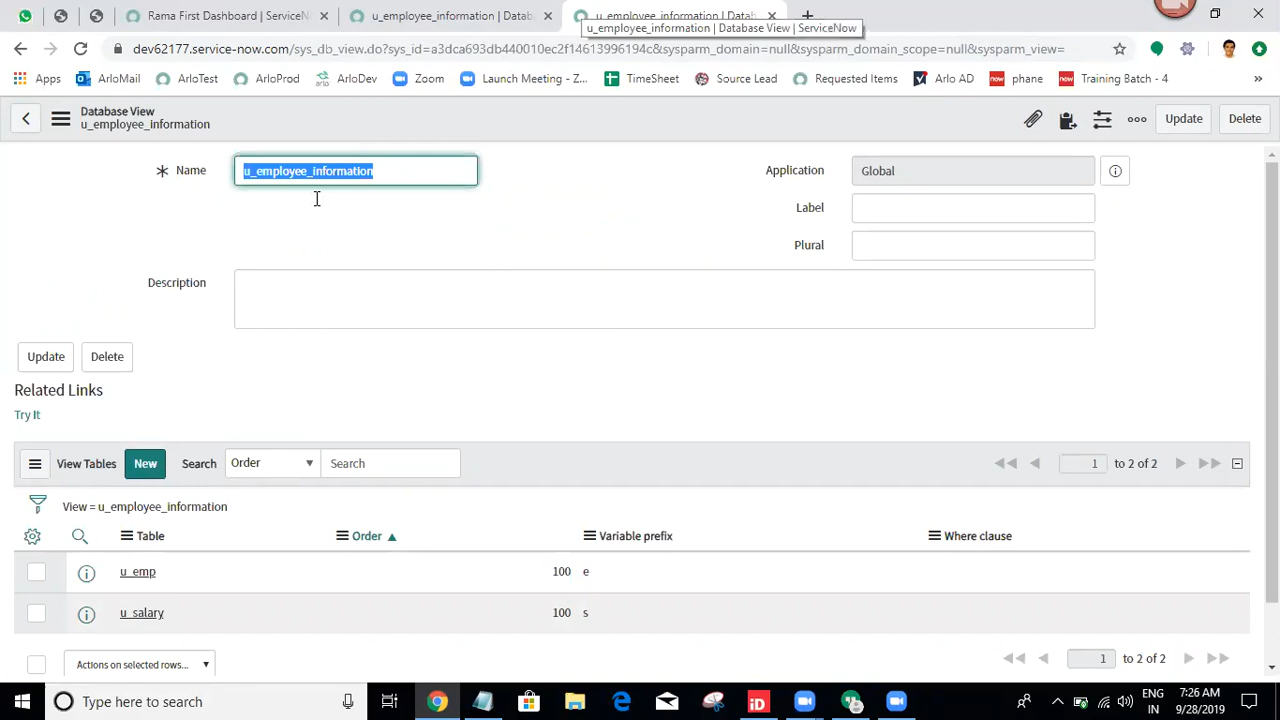 Rama First Dashboard | ServiceN
u_employee_information | Datab
u_employee_information | Datab
u_employee_information | Database View | ServiceNow
dev62177.service-now.com/sys_db_view.do?sys_id=a3dca693db440010ec2f14613996194c&sysparm_domain=null&sysparm_domain_scope=null&sysparm_view=
Apps ArloMail ArloTest ArloProd ArloDev Zoom Launch Meeting - Z... TimeSheet Source Lead Requested Items Arlo AD now phane now Training Batch - 4 »
Database View
u_employee_information
Update Delete
Name u_employee_information Application Global
Label
Plural
Description
Update Delete
Related Links
Try It
View Tables New Search Order Search 1 to 2 of 2
View = u_employee_information
Table Order Variable prefix Where clause
u_emp 100 e
u_salary 100 s
Actions on selected rows... 1 to 2 of 2
Type here to search
iD
ENG 7:26 AM
IN 9/28/2019